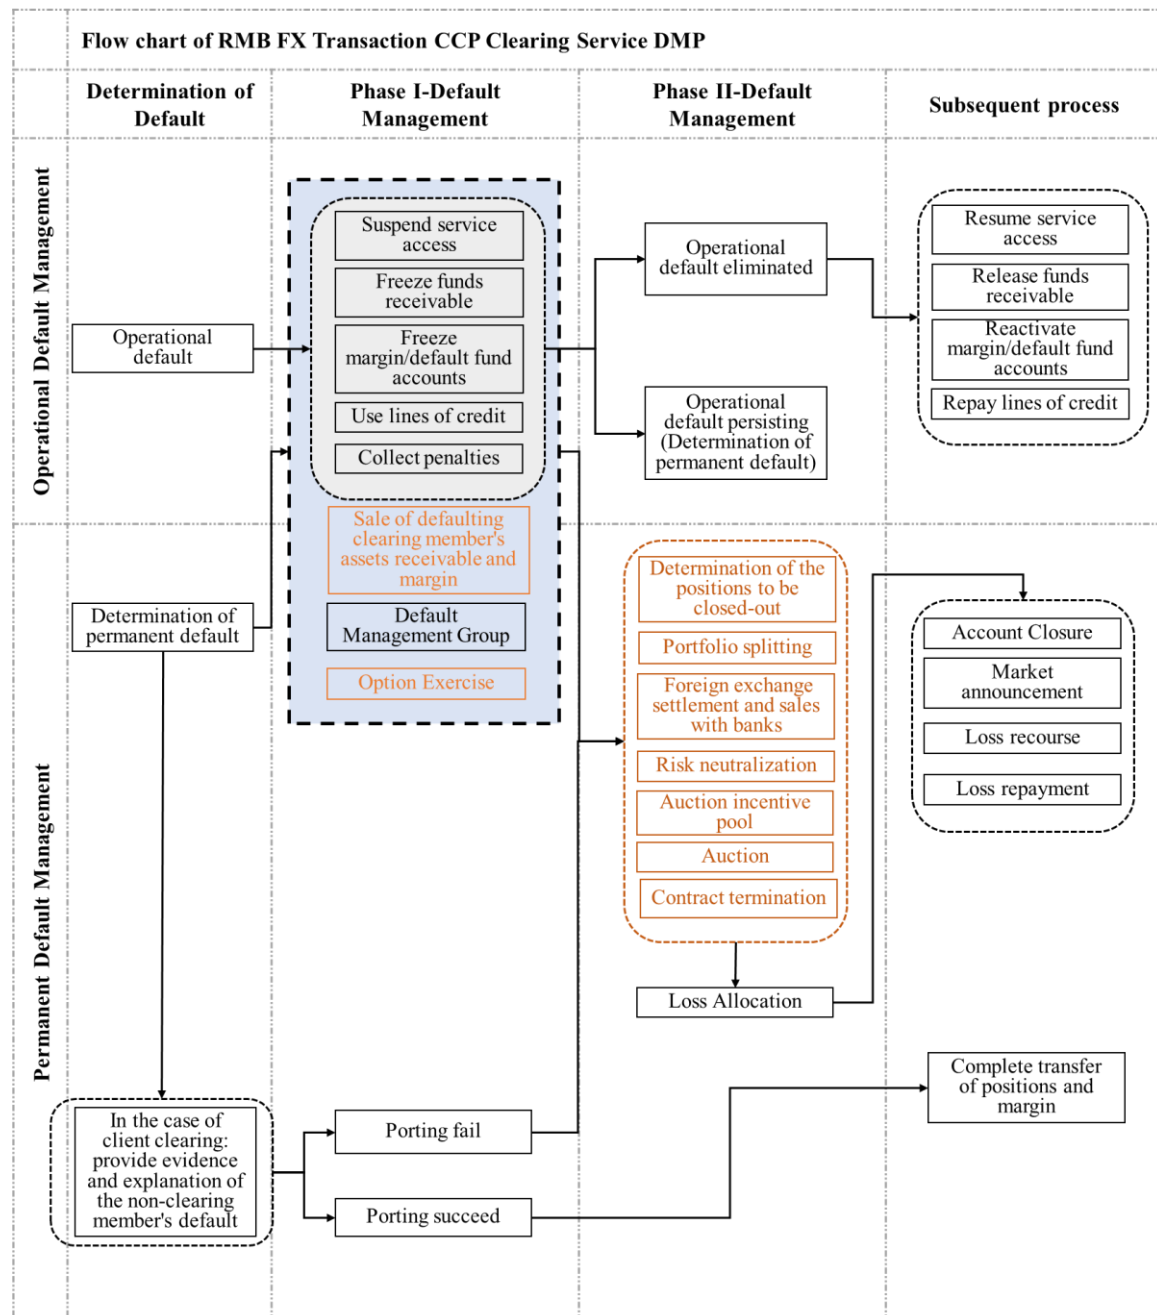 Flow chart of RMB FX Transaction CCP Clearing Service DMP
Determination of
Default
Phase I-Default
Management
Phase II-Default
Management
Subsequent process
Operational Default Management
Operational
default
Suspend service
access
Freeze funds
receivable
Freeze
margin/default fund
accounts
Use lines of credit
Collect penalties
Operational
default eliminated
Operational
default persisting
(Determination of
permanent default)
Resume service
access
Release funds
receivable
Reactivate
margin/default fund
accounts
Repay lines of credit
Permanent Default Management
Determination of
permanent default
Sale of defaulting
clearing member's
assets receivable and
margin
Default
Management Group
Option Exercise
Determination of the
positions to be
closed-out
Portfolio splitting
Foreign exchange
settlement and sales
with banks
Risk neutralization
Auction incentive
pool
Auction
Contract termination
Loss Allocation
Account Closure
Market
announcement
Loss recourse
Loss repayment
In the case of
client clearing:
provide evidence
and explanation of
the non-clearing
member's default
Porting fail
Porting succeed
Complete transfer
of positions and
margin